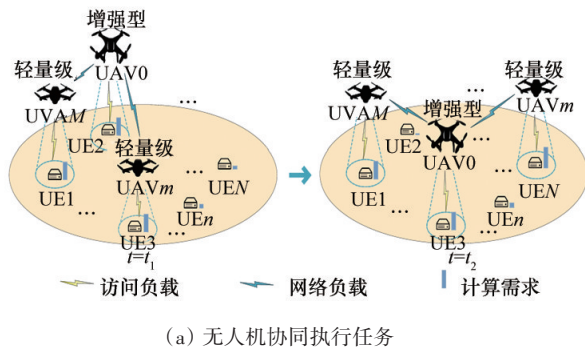 增强型
UAV0
轻量级
UVAM
...
UE2
轻量级
UAVm
UE1
UEN
...
UEn
...
UE3
t=t1
轻量级
UVAM
...
轻量级
UAVm
增强型
UAV0
UE2
...
UE1
UEN
...
UEn
UE3
...
t=t2
访问负载
网络负载
计算需求
(a) 无人机协同执行任务